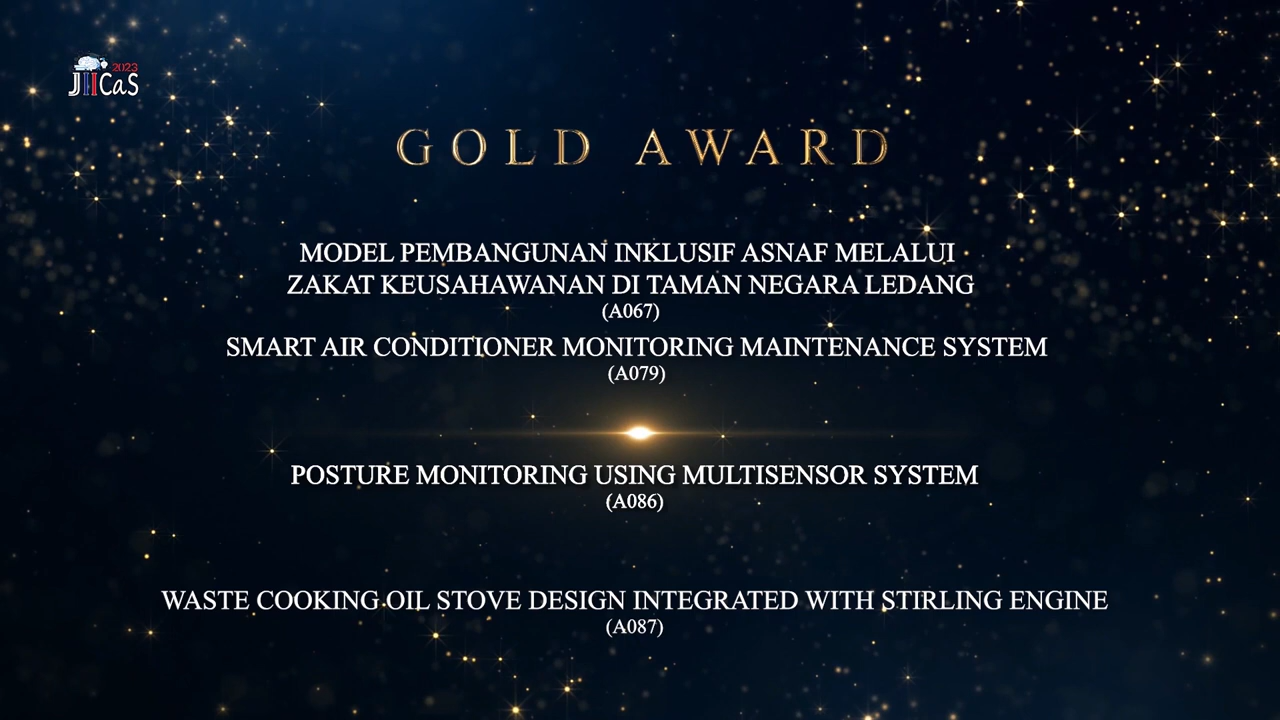 2023
JIICaS
GOLD AWARD
MODEL PEMBANGUNAN INKLUSIF ASNAF MELALUI
ZAKAT KEUSAHAWANAN DI TAMAN NEGARA LEDANG
(A067)
SMART AIR CONDITIONER MONITORING MAINTENANCE SYSTEM
(A079)
POSTURE MONITORING USING MULTISENSOR SYSTEM
(A086)
WASTE COOKING OIL STOVE DESIGN INTEGRATED WITH STIRLING ENGINE
(A087)